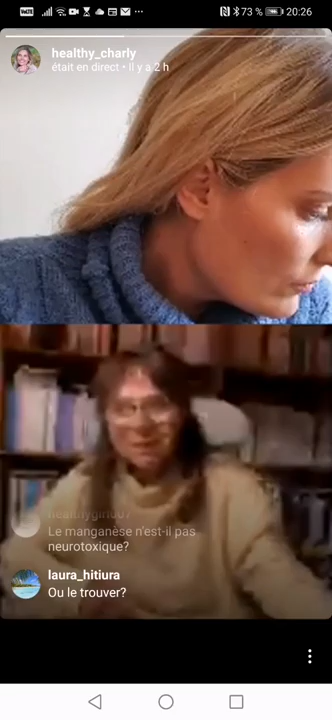 73 % 20:26
healthy_charly
était en direct • Il y a 2 h
healthygirl007
Le manganèse n'est-il pas
neurotoxique?
laura_hitiura
Ou le trouver?